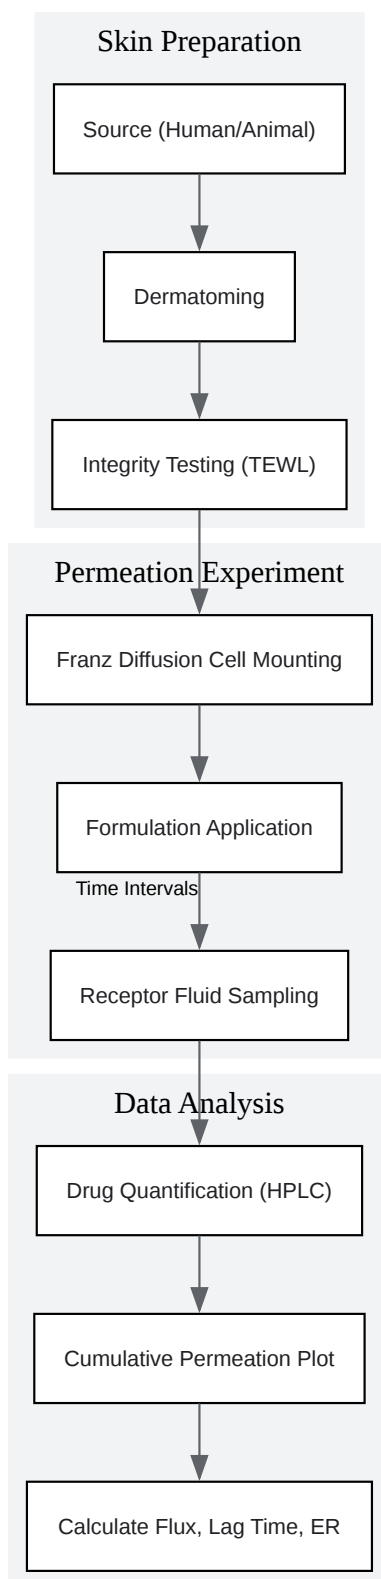 Skin Preparation
Source (Human/Animal)
Dermatoming
Integrity Testing (TEWL)
Permeation Experiment
Franz Diffusion Cell Mounting
Formulation Application
Time Intervals
Receptor Fluid Sampling
Data Analysis
Drug Quantification (HPLC)
Cumulative Permeation Plot
Calculate Flux, Lag Time, ER